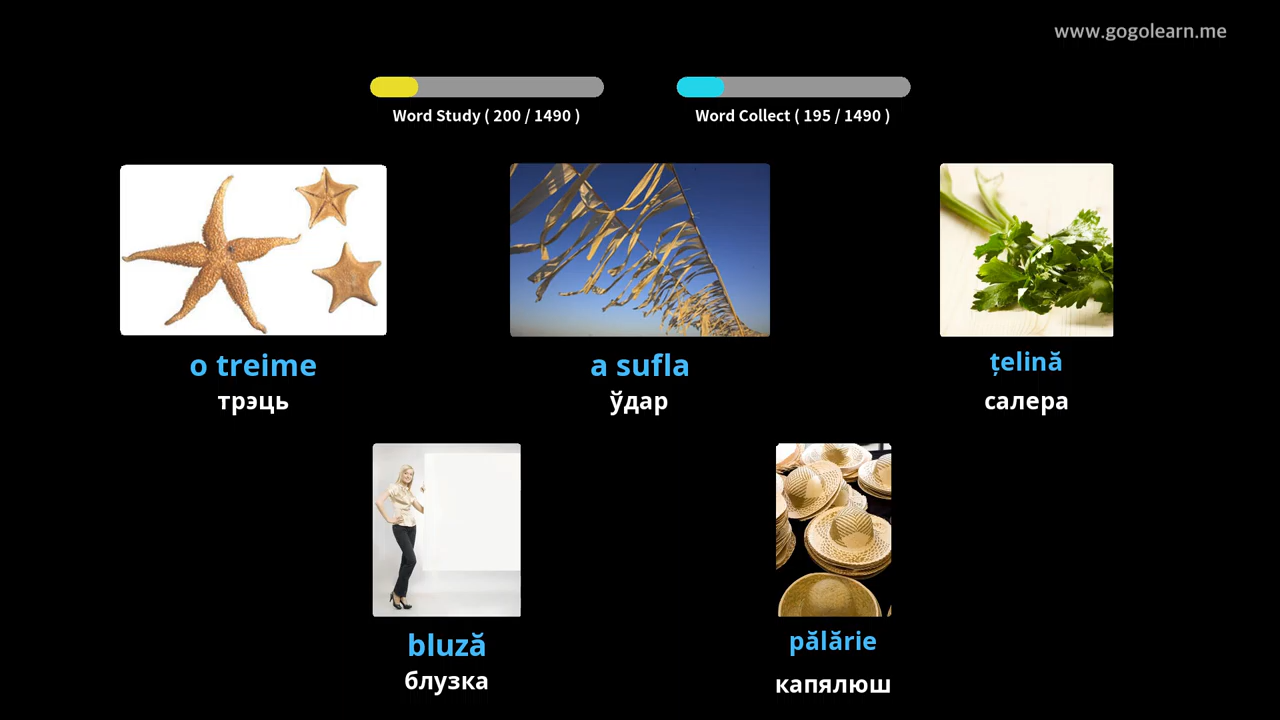 www.gogolearn.me
Word Study ( 200 / 1490 )
Word Collect ( 195 / 1490 )
o treime
трэць
a sufla
ўдар
țelină
салера
bluză
блузка
pălărie
капялюш